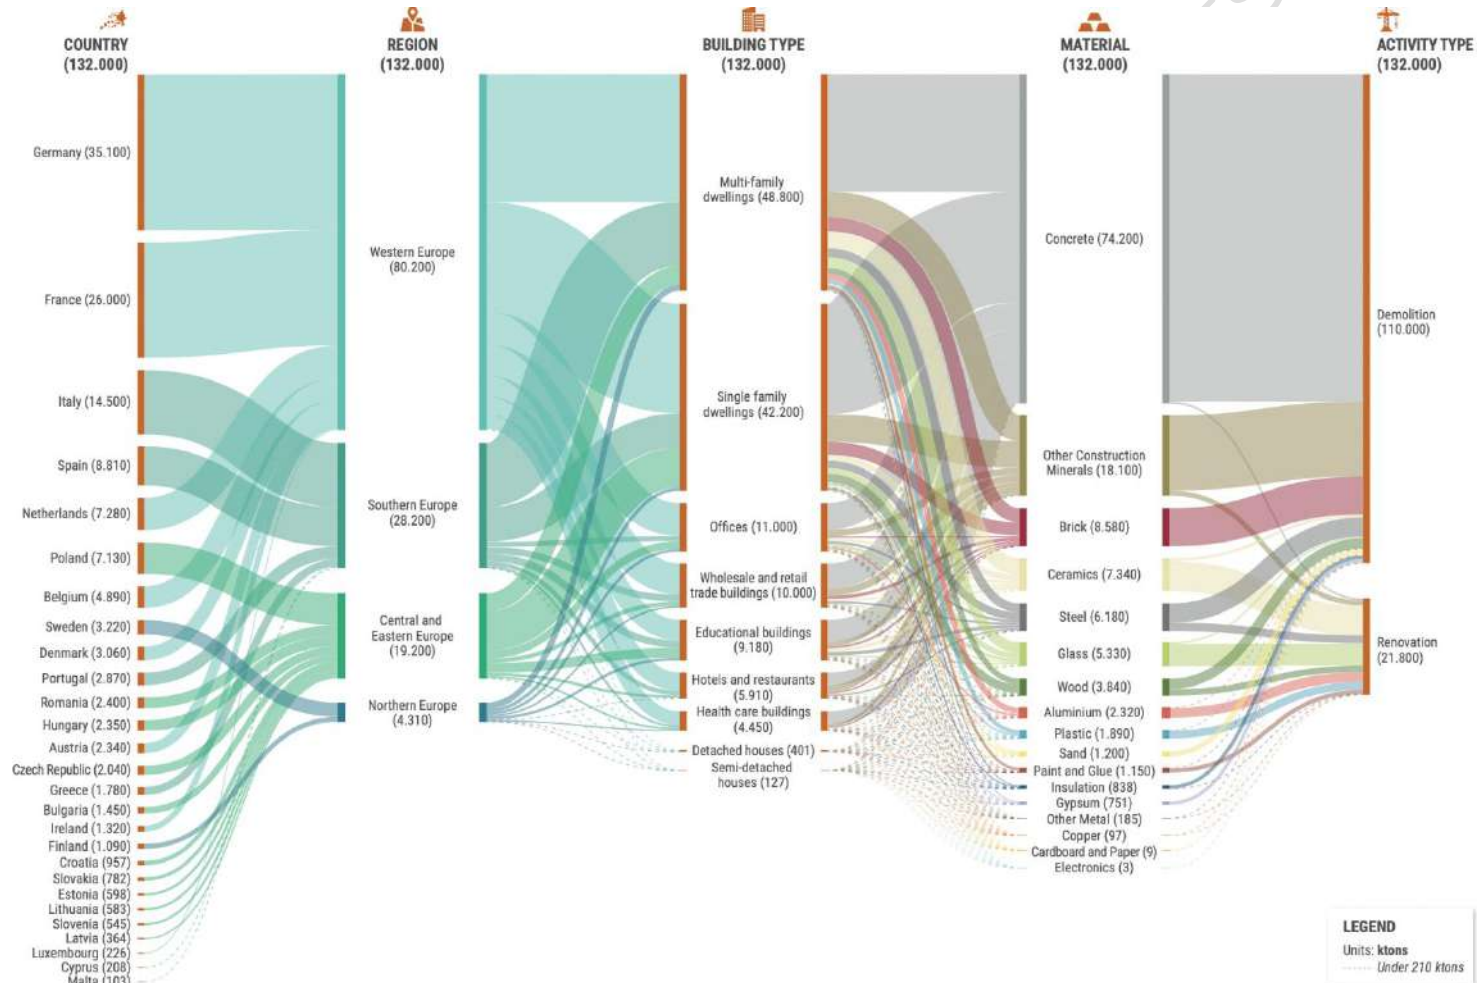 COUNTRY
(132.000)
Germany (35.100)
France (26.000)
Italy (14.500)
Spain (8.810)
Netherlands (7.280)
Poland (7.130)
Belgium (4.890)
Sweden (3.220)
Denmark (3.060)
Portugal (2.870)
Romania (2.400)
Hungary (2.350)
Austria (2.340)
Czech Republic (2.040)
Greece (1.780)
Bulgaria (1.450)
Ireland (1.320)
Finland (1.090)
Croatia (957)
Slovakia (782)
Estonia (598)
Lithuania (583)
Slovenia (545)
Latvia (364)
Luxembourg (226)
Cyprus (208)
Malta (103)
REGION
(132.000)
Western Europe
(80.200)
Southern Europe
(28.200)
Central and
Eastern Europe
(19.200)
Northern Europe
(4.310)
BUILDING TYPE
(132.000)
Multi-family
dwellings (48.800)
Single family
dwellings (42.200)
Offices (11.000)
Wholesale and retail
trade buildings (10.000)
Educational buildings
(9.180)
Hotels and restaurants
(5.910)
Health care buildings
(4.450)
Detached houses (401)
Semi-detached
houses (127)
MATERIAL
(132.000)
Concrete (74.200)
Other Construction
Minerals (18.100)
Brick (8.580)
Ceramics (7.340)
Steel (6.180)
Glass (5.330)
Wood (3.840)
Aluminium (2.320)
Plastic (1.890)
Sand (1.200)
Paint and Glue (1.150)
Insulation (838)
Gypsum (751)
Other Metal (185)
Copper (97)
Cardboard and Paper (9)
Electronics (3)
ACTIVITY TYPE
(132.000)
Demolition
(110.000)
Renovation
(21.800)
LEGEND
Units: ktons
Under 210 ktons